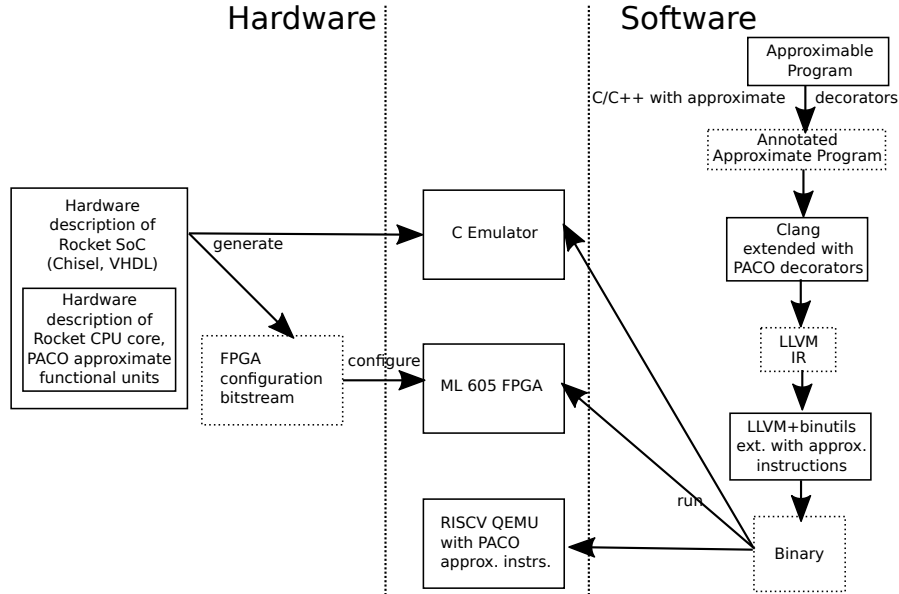 Hardware
Software
Approximable
Program
C/C++ with approximate decorators
Annotated
Approximate Program
Hardware
description of
Rocket SoC
(Chisel, VHDL)
Hardware
description of
Rocket CPU core,
PACO approximate
functional units
generate
FPGA
configuration
bitstream
configure
C Emulator
ML 605 FPGA
RISCV QEMU
with PACO
approx. instrs.
Clang
extended with
PACO decorators
LLVM
IR
LLVM+binutils
ext. with approx.
instructions
run
Binary